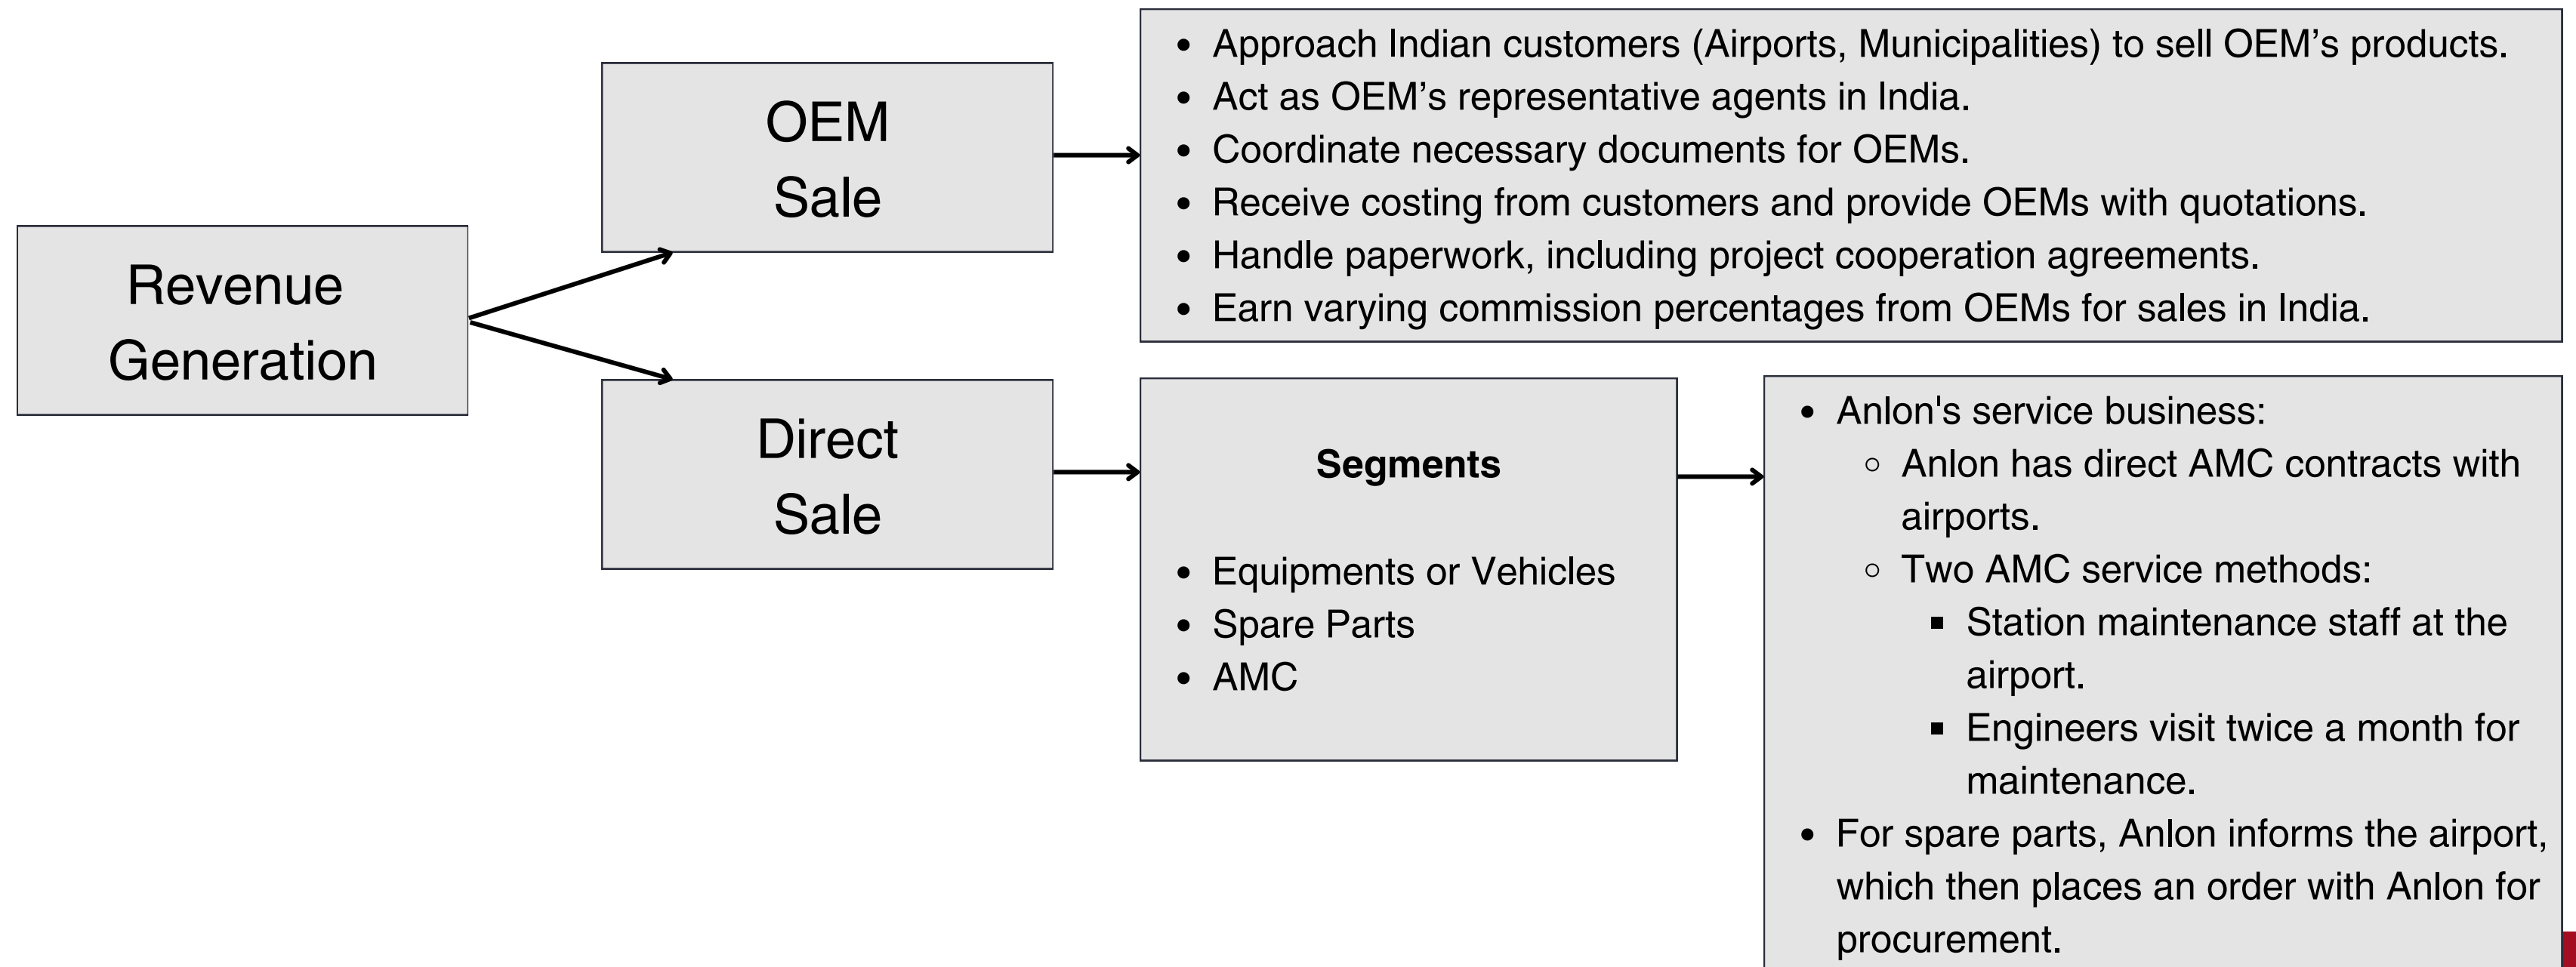 Revenue
Generation
OEM
Sale
• Approach Indian customers (Airports, Municipalities) to sell OEM’s products.
• Act as OEM’s representative agents in India.
• Coordinate necessary documents for OEMs.
• Receive costing from customers and provide OEMs with quotations.
• Handle paperwork, including project cooperation agreements.
• Earn varying commission percentages from OEMs for sales in India.
Direct
Sale
Segments
• Equipments or Vehicles
• Spare Parts
• AMC
• Anlon's service business:
◦ Anlon has direct AMC contracts with
airports.
◦ Two AMC service methods:
▪ Station maintenance staff at the
airport.
▪ Engineers visit twice a month for
maintenance.
• For spare parts, Anlon informs the airport,
which then places an order with Anlon for
procurement.